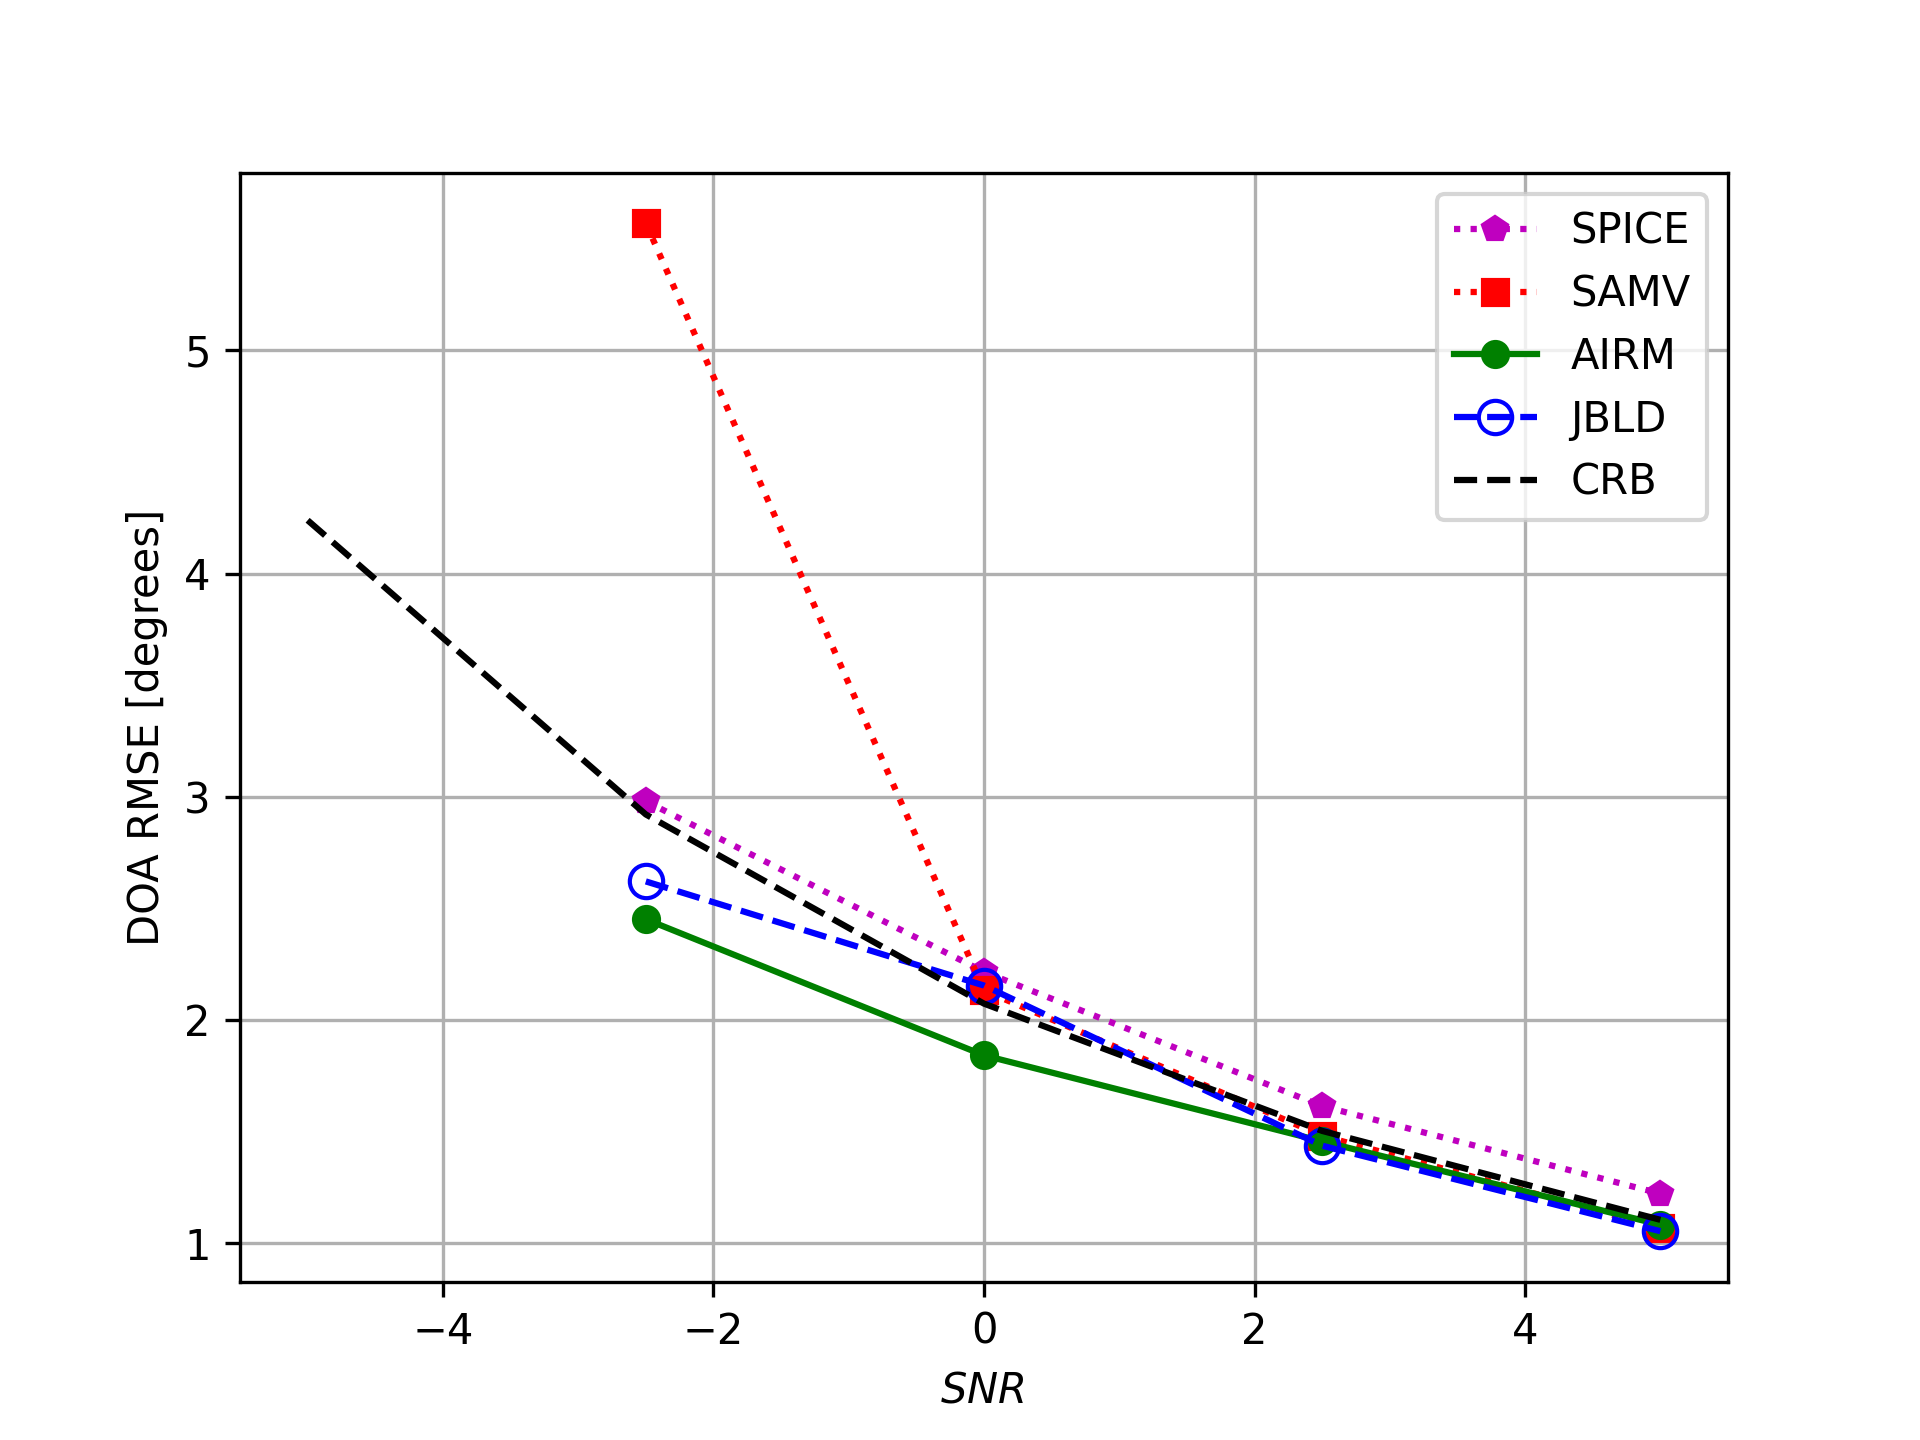 SPICE
SAMV
AIRM
JBLD
CRB
DOA RMSE [degrees]
5
4
3
2
1
−4 −2 0 2 4
SNR